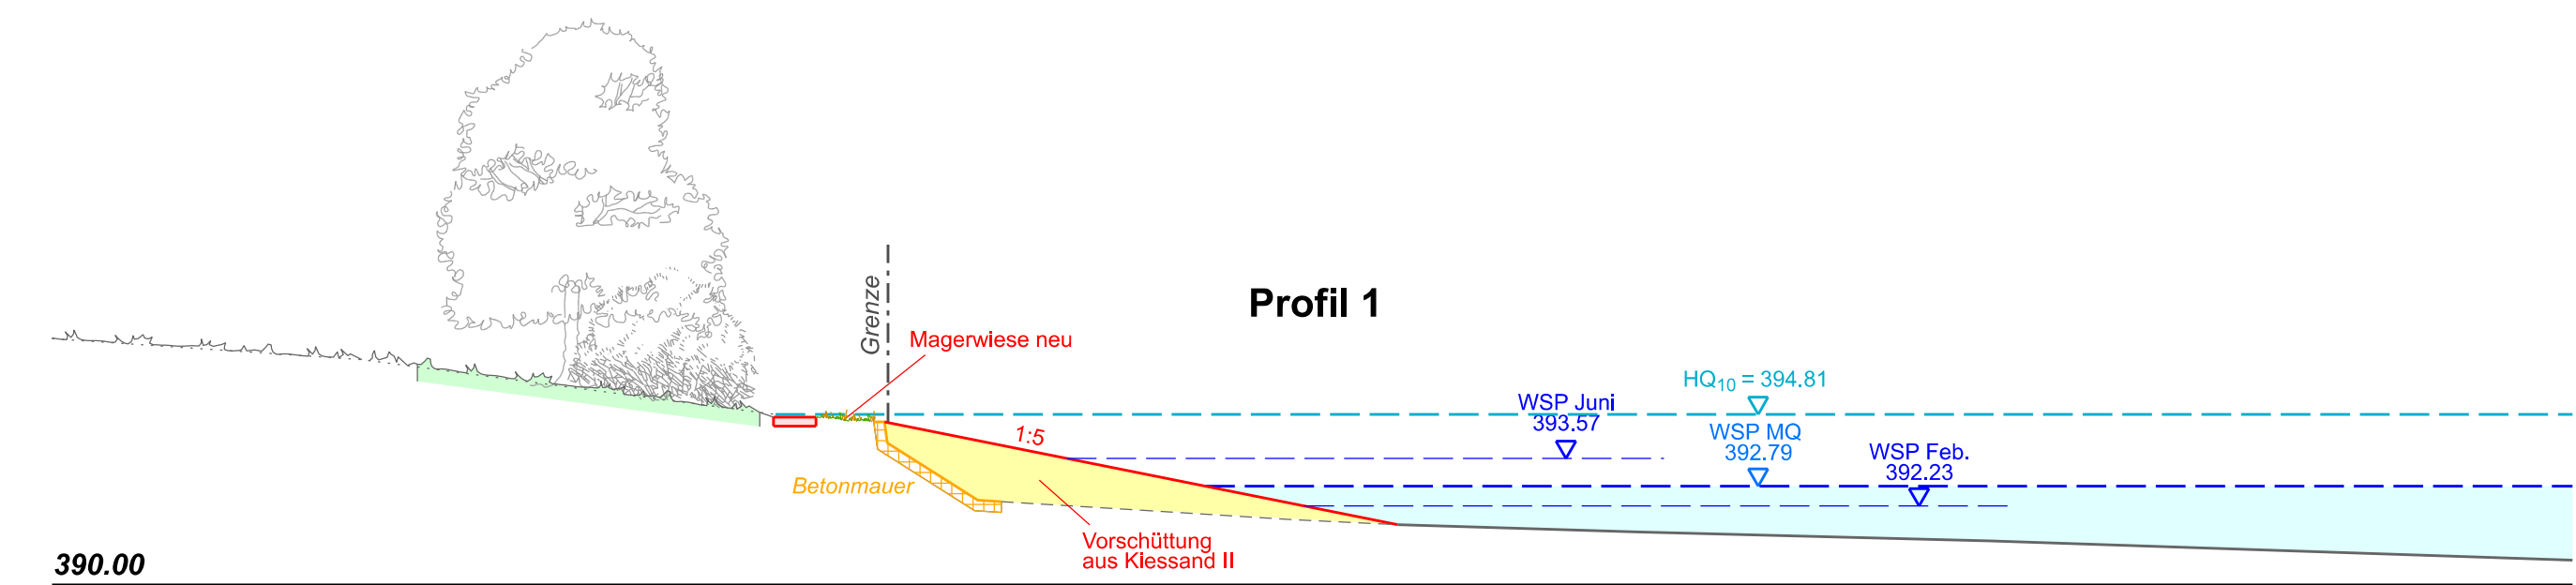 Grenze
Profil 1
Magerwiese neu
HQ10 = 394.81
WSP Juni
393.57
1:5
WSP MQ
392.79
WSP Feb.
392.23
Betonmauer
Vorschüttung
aus Kiessand II
390.00